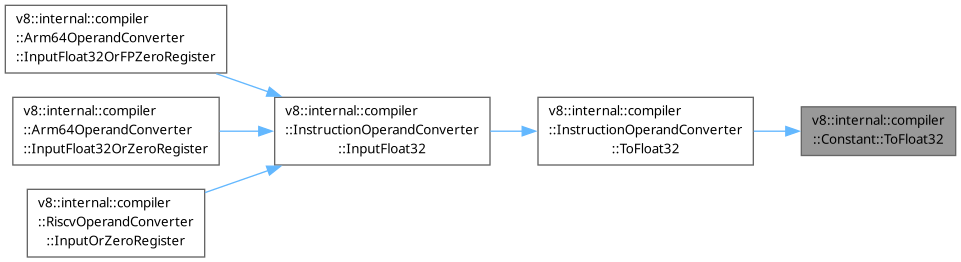 v8::internal::compiler
::Arm64OperandConverter
::InputFloat32OrFPZeroRegister
v8::internal::compiler
::Arm64OperandConverter
::InputFloat32OrZeroRegister
v8::internal::compiler
::RiscvOperandConverter
::InputOrZeroRegister
v8::internal::compiler
::InstructionOperandConverter
::InputFloat32
v8::internal::compiler
::InstructionOperandConverter
::ToFloat32
v8::internal::compiler
::Constant::ToFloat32